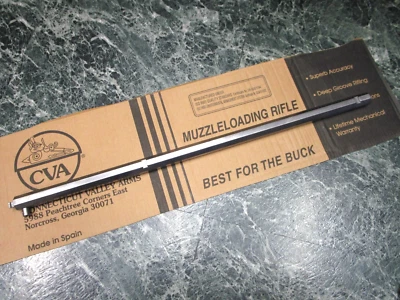 CVA
CONNECTICUT VALLEY ARMS
5988 Peachtree Corners East
Norcross, Georgia 30071
Made in Spain
MUZZLELOADING RIFLE
BEST FOR THE BUCK
• Superb Accuracy
• Deep Groove Rifling
• Lifetime Mechanical
Warranty